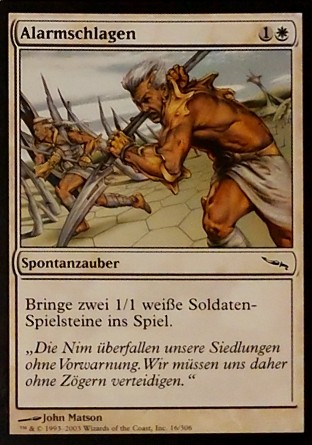 Alarmschlagen 1
Spontanzauber
Bringe zwei 1/1 weiße Soldaten-
Spielsteine ins Spiel.
„Die Nim überfallen unsere Siedlungen
ohne Vorwarnung. Wir müssen uns daher
ohne Zögern verteidigen.“
John Matson
™ & © 1993-2003 Wizards of the Coast, Inc. 16/306